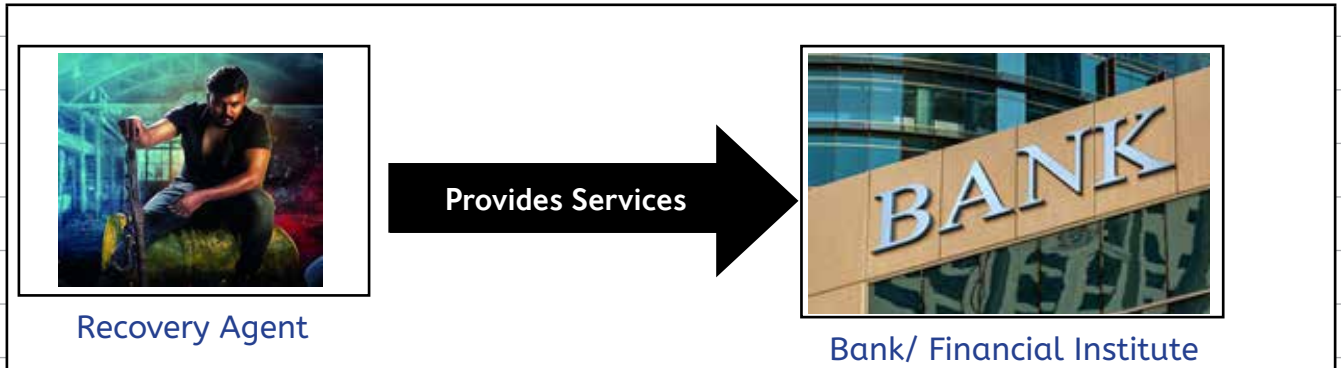 Provides Services
BANK
Recovery Agent
Bank/ Financial Institute